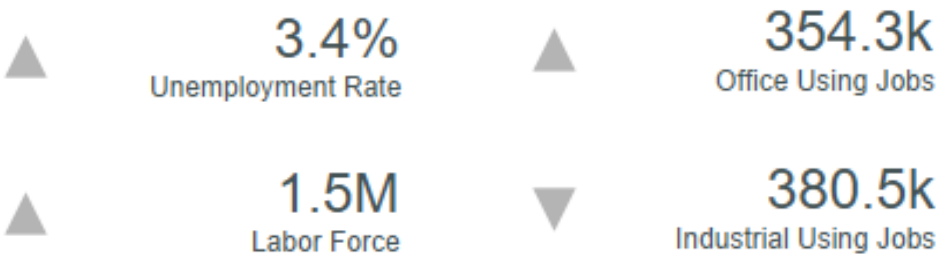 3.4%
Unemployment Rate
354.3k
Office Using Jobs
1.5M
Labor Force
380.5k
Industrial Using Jobs